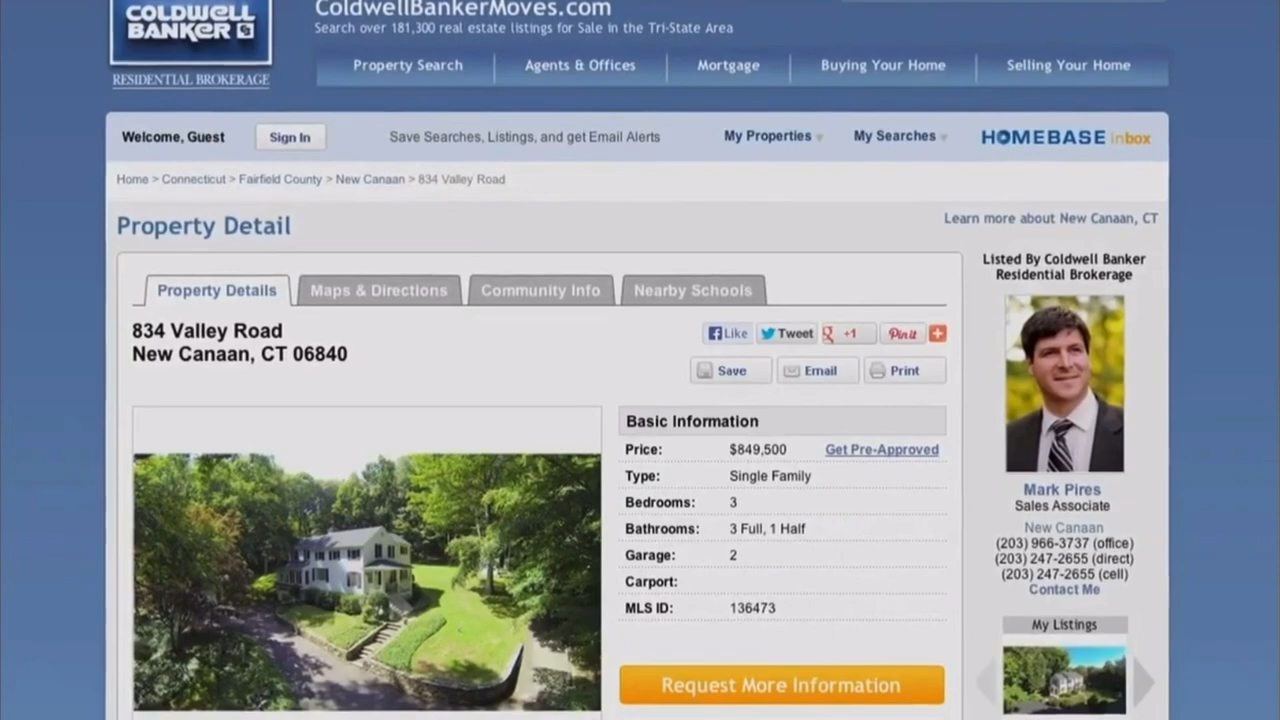 COLDWELL
BANKER
RESIDENTIAL BROKERAGE
ColdwellBankerMoves.com
Search over 181,300 real estate listings for Sale in the Tri-State Area
Property Search Agents & Offices Mortgage Buying Your Home Selling Your Home
Welcome, Guest Sign In Save Searches, Listings, and get Email Alerts My Properties My Searches HOMEBASE inbox
Home > Connecticut > Fairfield County > New Canaan > 834 Valley Road
Property Detail
Learn more about New Canaan, CT
Property Details Maps & Directions Community Info Nearby Schools
834 Valley Road
New Canaan, CT 06840
Like Tweet +1 Pin it
Save Email Print
Basic Information
Price: $849,500 Get Pre-Approved
Type: Single Family
Bedrooms: 3
Bathrooms: 3 Full, 1 Half
Garage: 2
Carport:
MLS ID: 136473
Request More Information
Listed By Coldwell Banker
Residential Brokerage
Mark Pires
Sales Associate
New Canaan
(203) 966-3737 (office)
(203) 247-2655 (direct)
(203) 247-2655 (cell)
Contact Me
My Listings